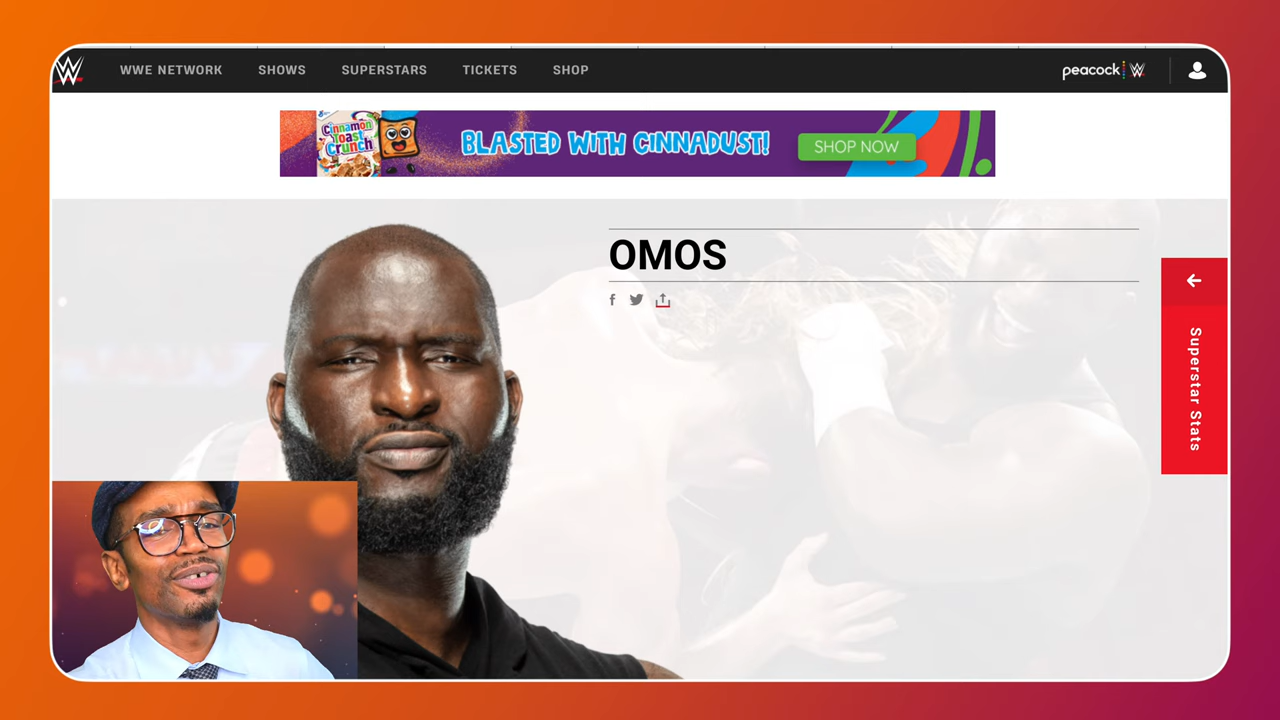 W
WWE NETWORK SHOWS SUPERSTARS TICKETS SHOP peacock W
Cinnamon
Toast
Crunch
BLASTED WITH CINNADUST!
SHOP NOW
OMOS
Superstar Stats